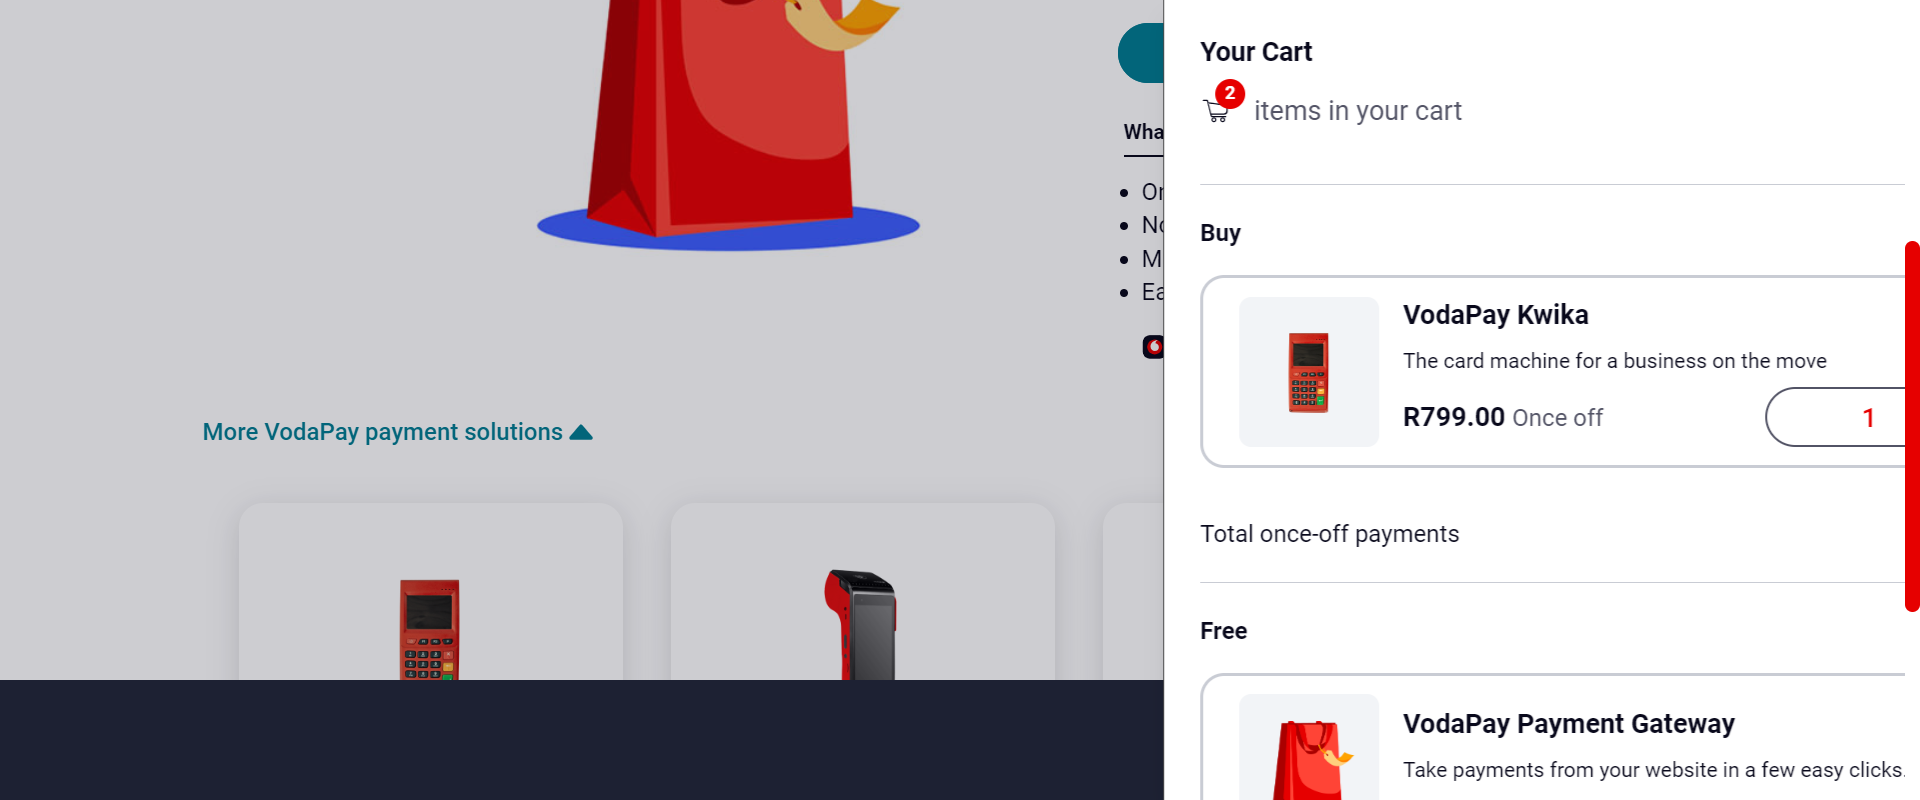 Your Cart
2
items in your cart
Buy
VodaPay Kwika
The card machine for a business on the move
R799.00 Once off
1
Total once-off payments
Free
VodaPay Payment Gateway
Take payments from your website in a few easy clicks.
More VodaPay payment solutions